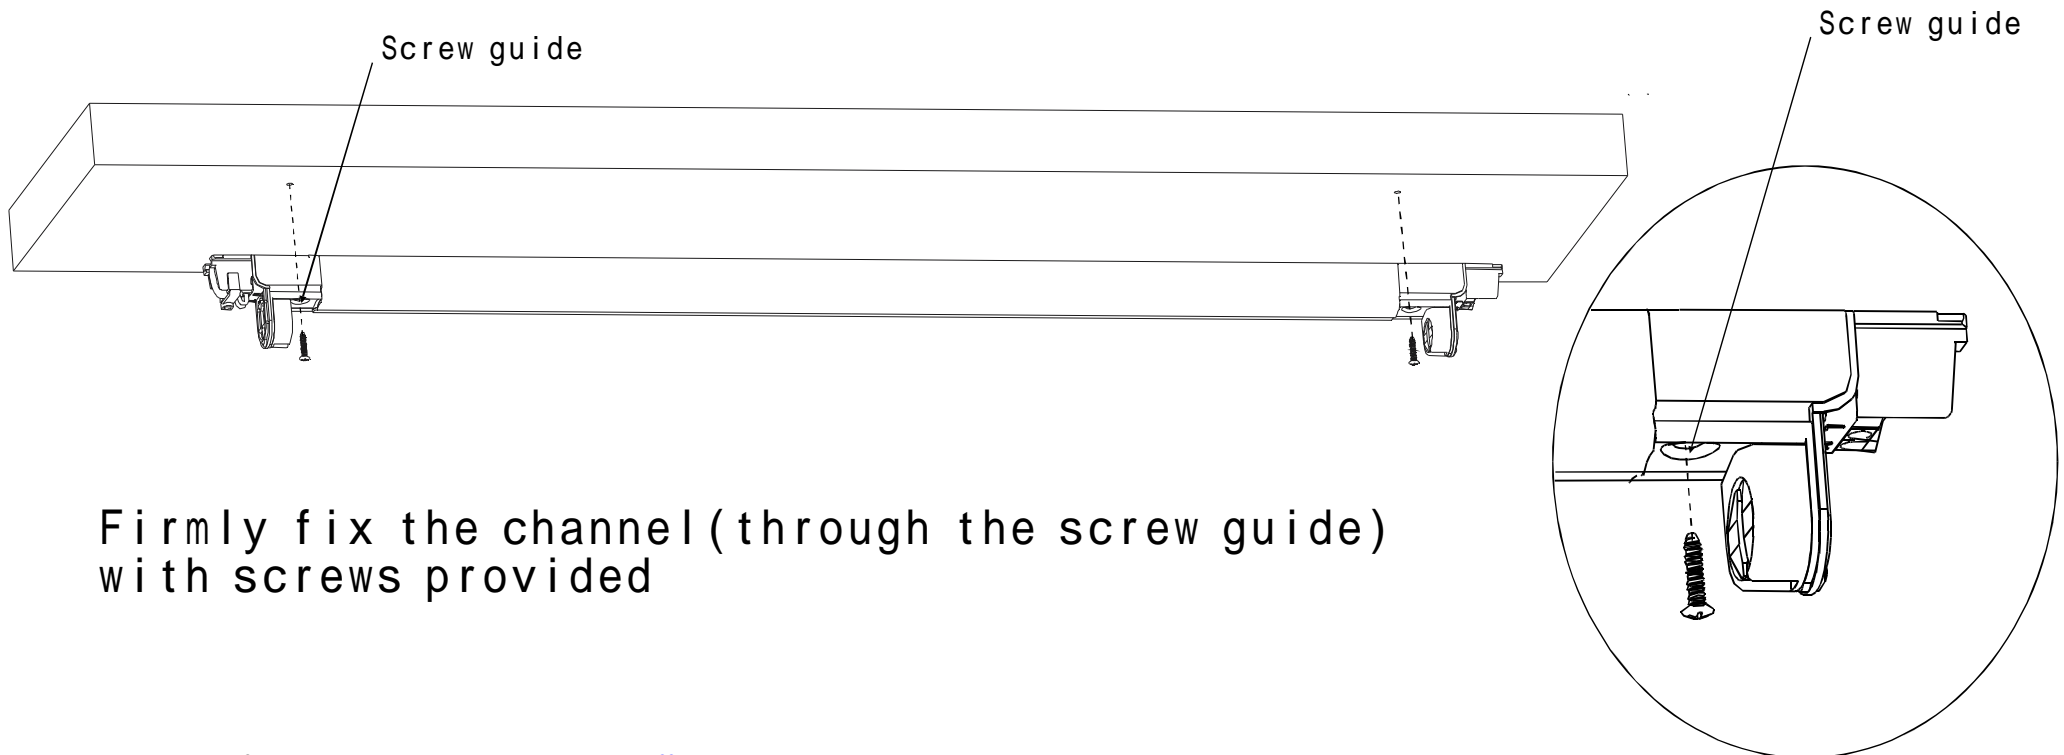 Screw guide
Screw guide
Firmly fix the channel(through the screw guide)
with screws provided